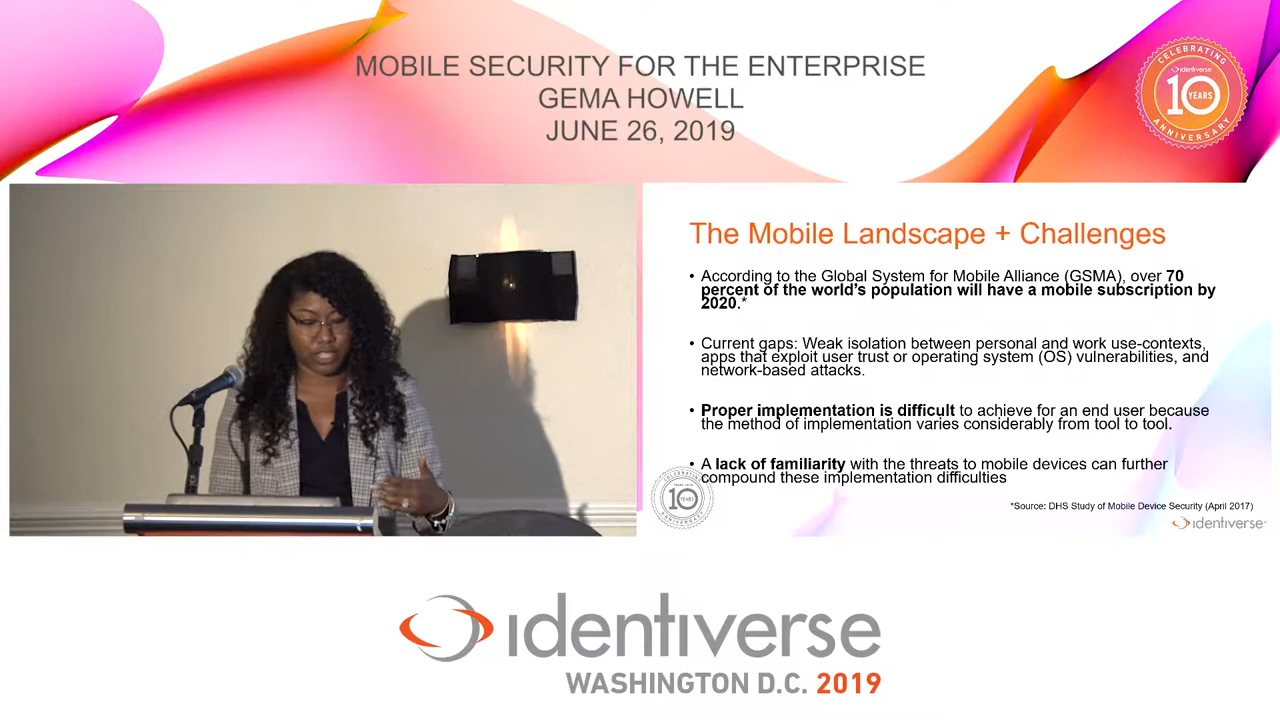 MOBILE SECURITY FOR THE ENTERPRISE
GEMA HOWELL
JUNE 26, 2019
CELEBRATING
identiverse
10
YEARS
ANNIVERSARY
The Mobile Landscape + Challenges
• According to the Global System for Mobile Alliance (GSMA), over 70
percent of the world's population will have a mobile subscription by
2020.*
• Current gaps: Weak isolation between personal and work use-contexts,
apps that exploit user trust or operating system (OS) vulnerabilities, and
network-based attacks.
• Proper implementation is difficult to achieve for an end user because
the method of implementation varies considerably from tool to tool.
• A lack of familiarity with the threats to mobile devices can further
compound these implementation difficulties
CELEBRATING
10
YEARS
ANNIVERSARY
*Source: DHS Study of Mobile Device Security (April 2017)
identiverse
identiverse
WASHINGTON D.C. 2019